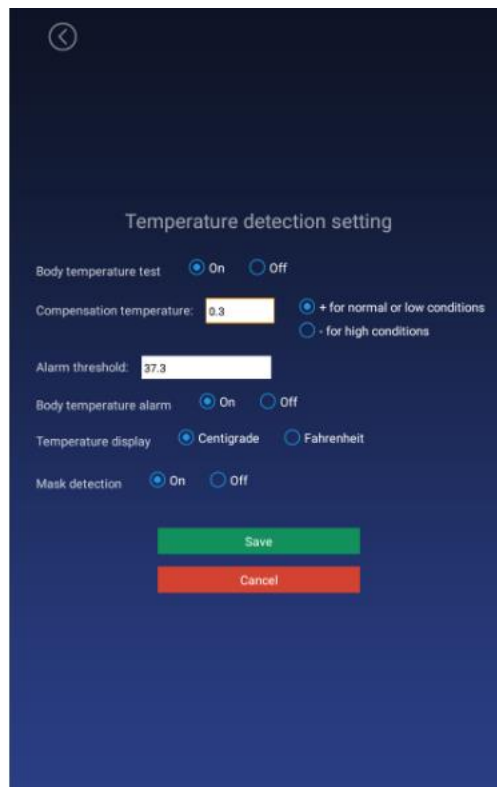 Temperature detection setting
Body temperature test On Off
Compensation temperature: 0.3 + for normal or low conditions
- for high conditions
Alarm threshold: 37.3
Body temperature alarm On Off
Temperature display Centigrade Fahrenheit
Mask detection On Off
Save
Cancel